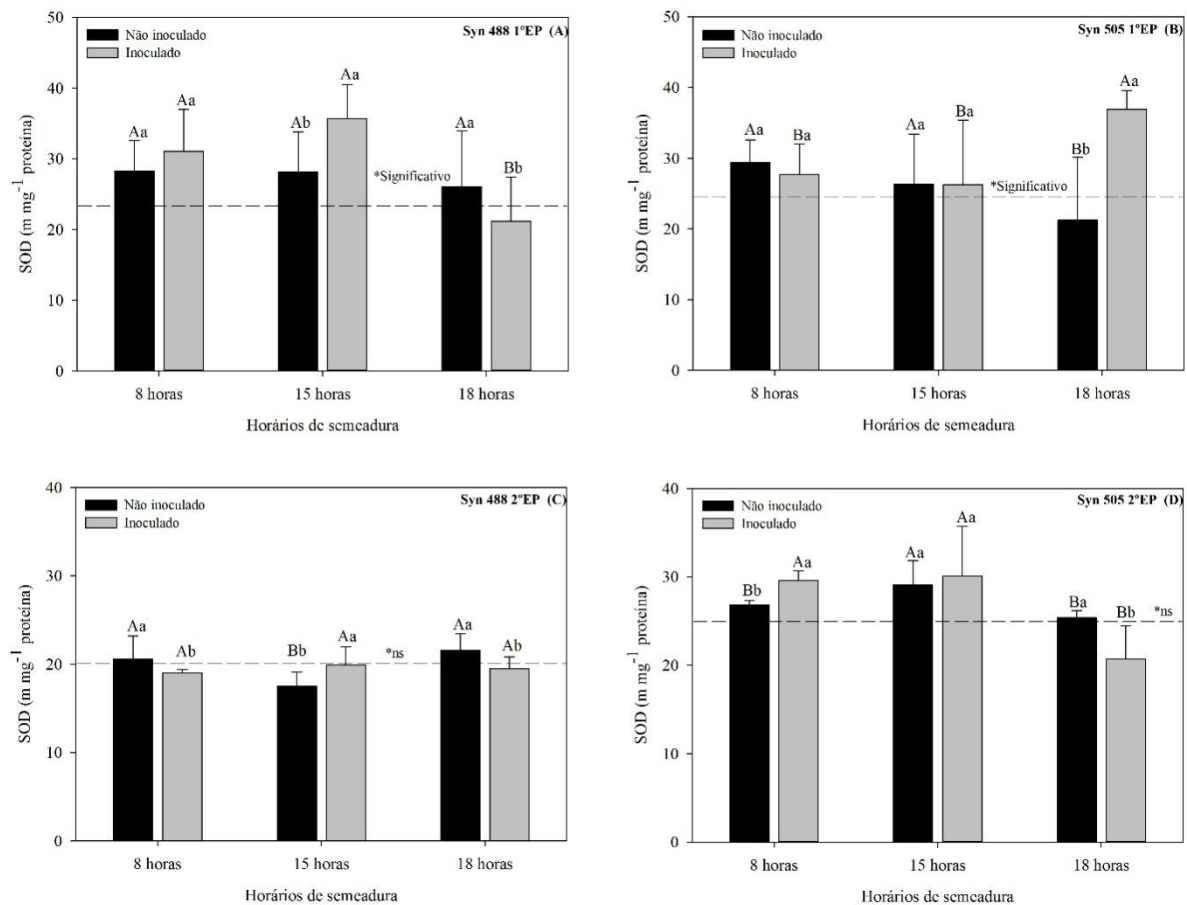 Syn 488 1ºEP (A)
Não inoculado
Inoculado
50
40
30
20
10
0
SOD (m mg⁻¹ proteína)
Aa
Aa
Ab
Aa
Aa
Bb
*Significativo
8 horas
15 horas
18 horas
Horários de semeadura
Syn 505 1ºEP (B)
Não inoculado
Inoculado
50
40
30
20
10
0
SOD (m mg⁻¹ proteína)
Aa
Ba
Aa
Ba
Bb
Aa
*Significativo
8 horas
15 horas
18 horas
Horários de semeadura
Syn 488 2ºEP (C)
Não inoculado
Inoculado
40
30
20
10
0
SOD (m mg⁻¹ proteína)
Aa
Ab
Bb
Aa
Aa
Ab
*ns
8 horas
15 horas
18 horas
Horários de semeadura
Syn 505 2ºEP (D)
Não inoculado
Inoculado
40
30
20
10
0
SOD (m mg⁻¹ proteína)
Bb
Aa
Aa
Aa
Ba
Bb
*ns
8 horas
15 horas
18 horas
Horários de semeadura